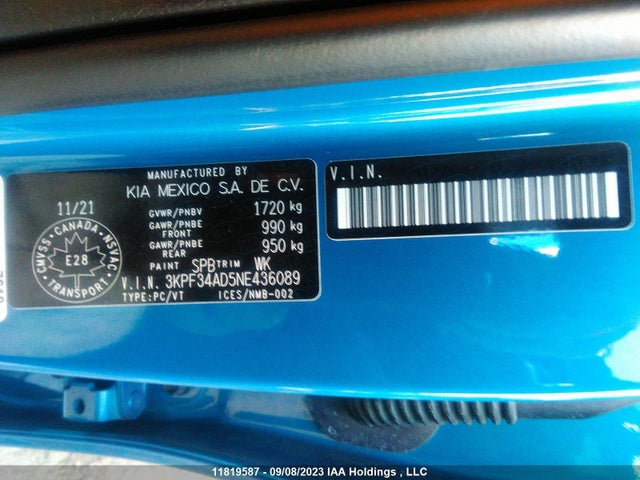 MANUFACTURED BY
KIA MEXICO S.A. DE C.V.
11/21
GVWR/PNBV 1720 kg
GAWR/PNBE FRONT 990 kg
GAWR/PNBE REAR 950 kg
PAINT SPB TRIM WK
V.I.N. 3KPF34AD5NE436089
TYPE:PC/VT ICES/NMB-002
CMVSS · CANADA · NSVAC
E28
TRANSPORT
V.I.N.
11819587 - 09/08/2023 IAA Holdings , LLC